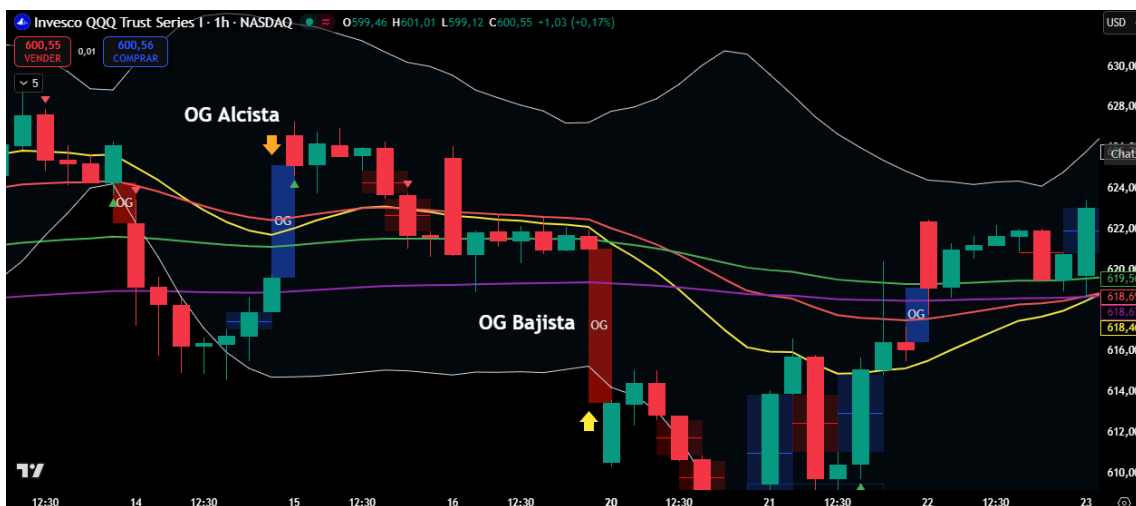 Invesco QQQ Trust Series I · 1h · NASDAQ O599,46 H601,01 L599,12 C600,55 +1,03 (+0,17%)
USD
600,55
VENDER
0,01
600,56
COMPRAR
5
630,00
628,00
OG Alcista
Chat
OG
624,00
OG
622,00
620,00
619,50
618,6
618,6
OG Bajista
OG
OG
618,46
616,00
614,00
612,00
610,00
12:30 14 12:30 15 12:30 16 12:30 20 12:30 21 12:30 22 12:30 23